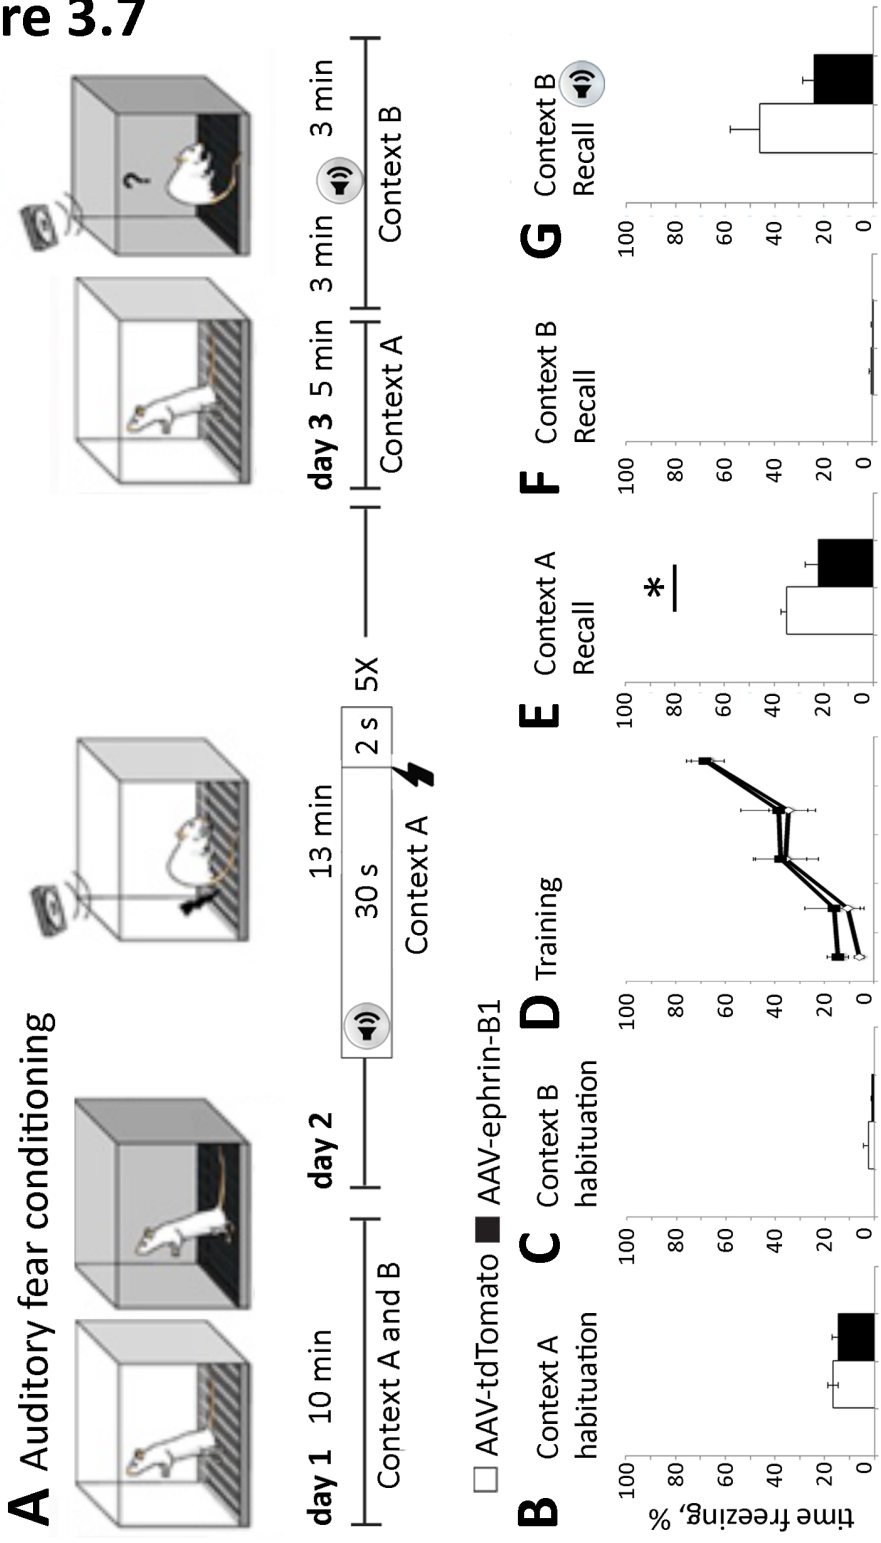 re 3.7
A Auditory fear conditioning
?
day 1 10 min
Context A and B
day 2
13 min
30 s
2 s
5X
Context A
day 3 5 min
Context A
3 min
3 min
Context B
AAV-tdTomato
AAV-ephrin-B1
B Context A
habituation
time freezing, %
100
80
60
40
20
0
C Context B
habituation
100
80
60
40
20
0
D Training
100
80
60
40
20
0
E Context A
Recall
100
80
60
40
20
0
*
F Context B
Recall
100
80
60
40
20
0
G Context B
Recall
100
80
60
40
20
0